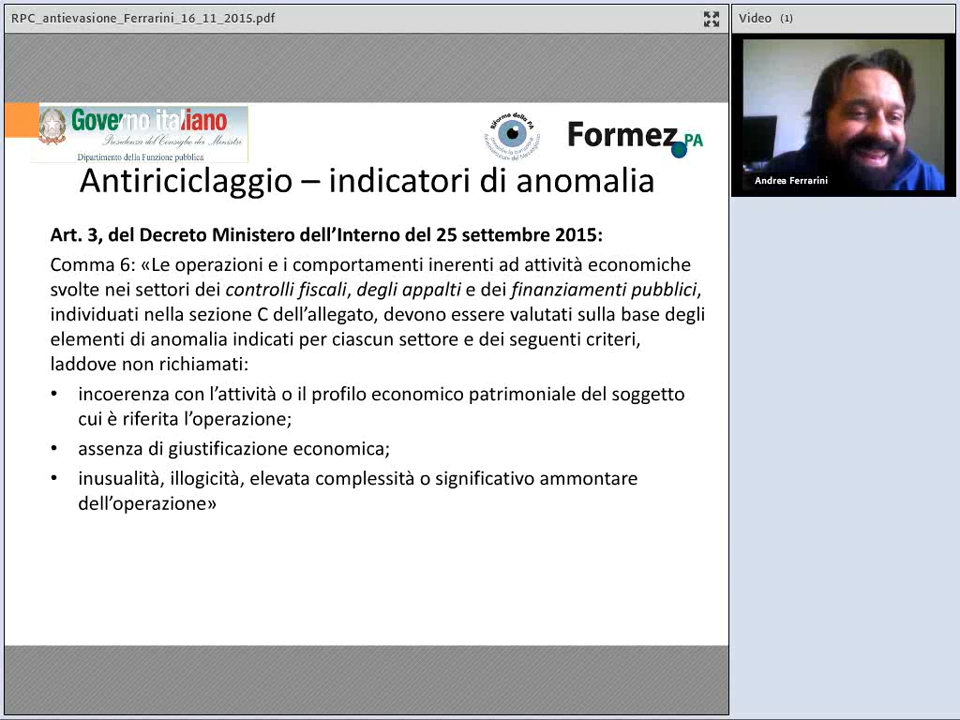 RPC_antievasione_Ferrarini_16_11_2015.pdf
Video (1)
Governo italiano
Presidenza del Consiglio dei Ministri
Dipartimento della Funzione pubblica
Riforma della PA
Formez PA
Andrea Ferrarini
Antiriciclaggio – indicatori di anomalia
Art. 3, del Decreto Ministero dell’Interno del 25 settembre 2015:
Comma 6: «Le operazioni e i comportamenti inerenti ad attività economiche
svolte nei settori dei controlli fiscali, degli appalti e dei finanziamenti pubblici,
individuati nella sezione C dell’allegato, devono essere valutati sulla base degli
elementi di anomalia indicati per ciascun settore e dei seguenti criteri,
laddove non richiamati:
• incoerenza con l’attività o il profilo economico patrimoniale del soggetto
cui è riferita l’operazione;
• assenza di giustificazione economica;
• inusualità, illogicità, elevata complessità o significativo ammontare
dell’operazione»